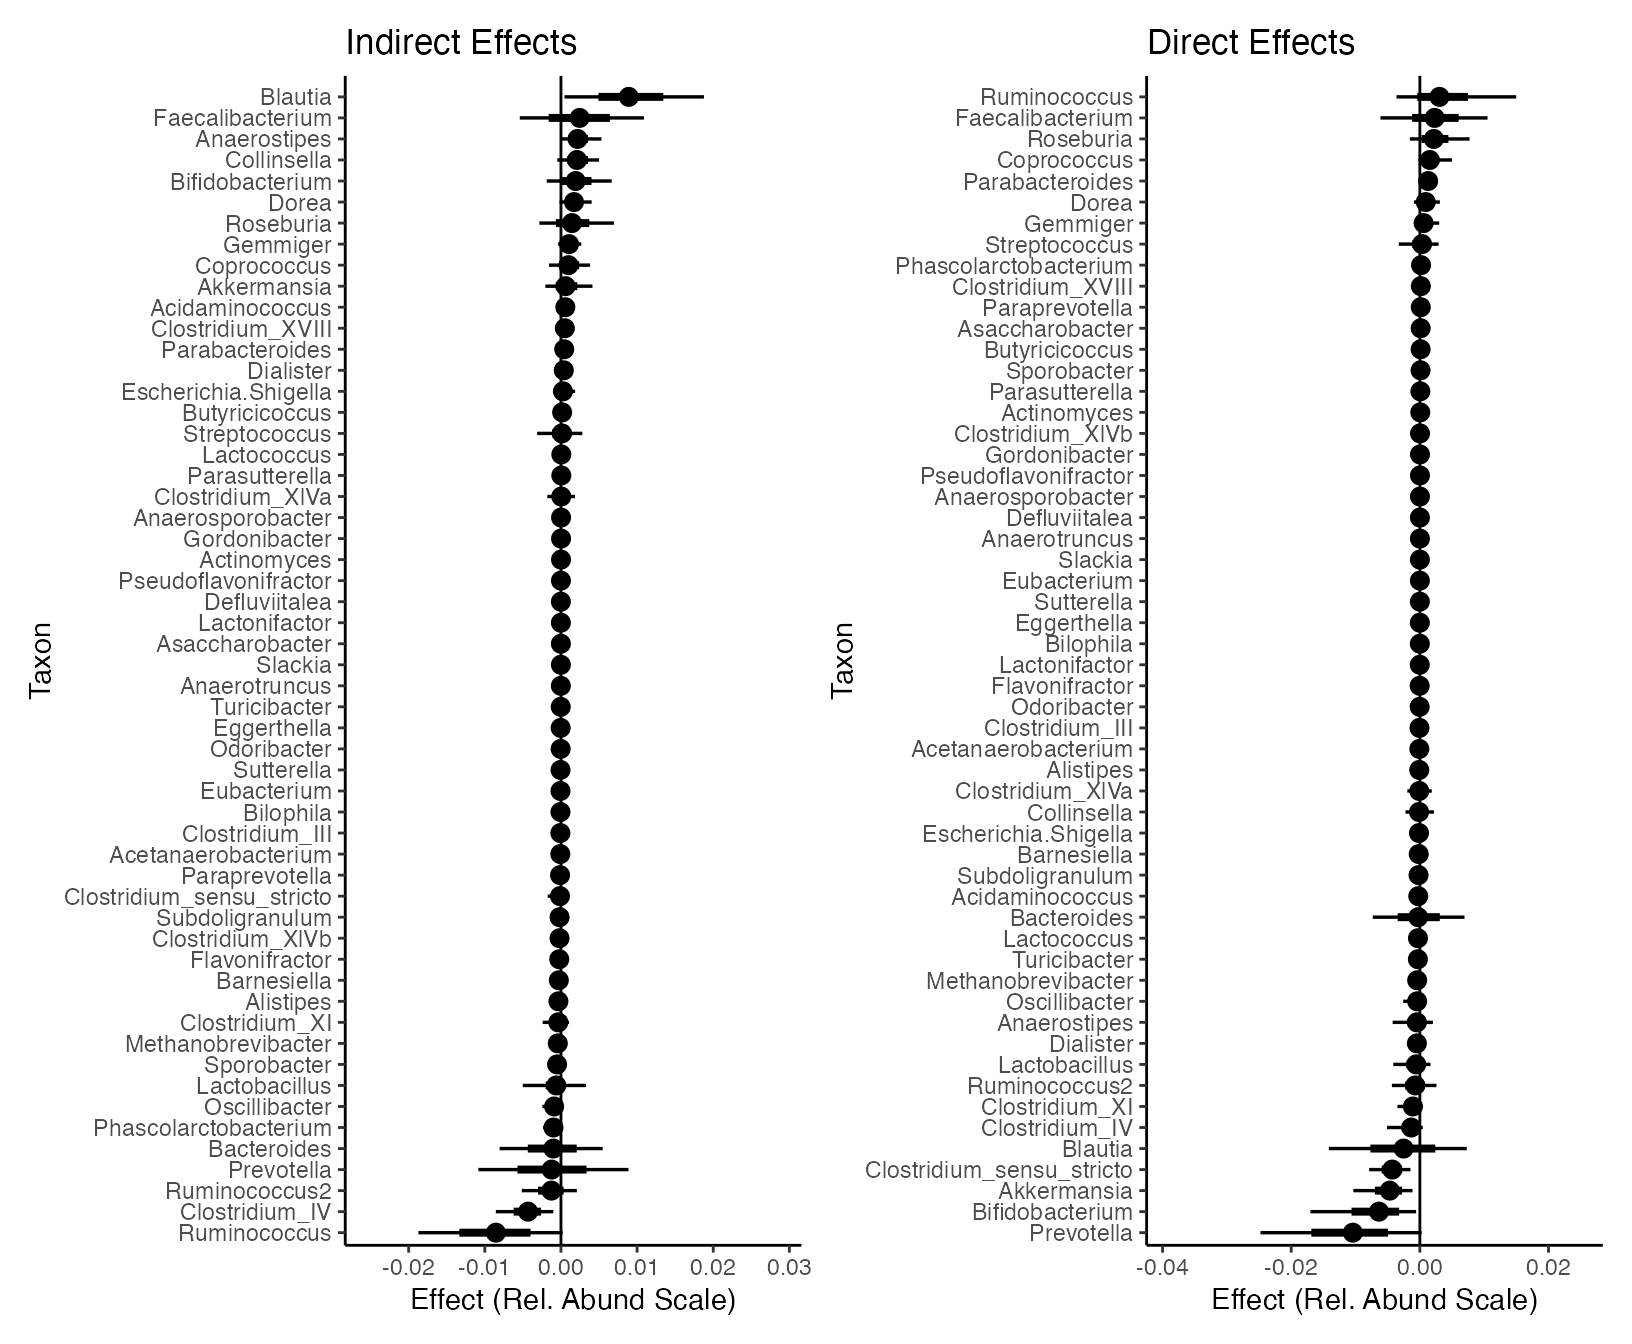 Indirect Effects
Taxon
Blautia
Faecalibacterium
Anaerostipes
Collinsella
Bifidobacterium
Dorea
Roseburia
Gemmiger
Coprococcus
Akkermansia
Acidaminococcus
Clostridium_XVIII
Parabacteroides
Dialister
Escherichia.Shigella
Butyricicoccus
Streptococcus
Lactococcus
Parasutterella
Clostridium_XlVa
Anaerosporobacter
Gordonibacter
Actinomyces
Pseudoflavonifractor
Defluviitalea
Lactonifactor
Asaccharobacter
Slackia
Anaerotruncus
Turicibacter
Eggerthella
Odoribacter
Sutterella
Eubacterium
Bilophila
Clostridium_III
Acetanaerobacterium
Paraprevotella
Clostridium_sensu_stricto
Subdoligranulum
Clostridium_XlVb
Flavonifractor
Barnesiella
Alistipes
Clostridium_XI
Methanobrevibacter
Sporobacter
Lactobacillus
Oscillibacter
Phascolarctobacterium
Bacteroides
Prevotella
Ruminococcus2
Clostridium_IV
Ruminococcus
-0.02 -0.01 0.00 0.01 0.02 0.03
Effect (Rel. Abund Scale)
Direct Effects
Taxon
Ruminococcus
Faecalibacterium
Roseburia
Coprococcus
Parabacteroides
Dorea
Gemmiger
Streptococcus
Phascolarctobacterium
Clostridium_XVIII
Paraprevotella
Asaccharobacter
Butyricicoccus
Sporobacter
Parasutterella
Actinomyces
Clostridium_XlVb
Gordonibacter
Pseudoflavonifractor
Anaerosporobacter
Defluviitalea
Anaerotruncus
Slackia
Eubacterium
Sutterella
Eggerthella
Bilophila
Lactonifactor
Flavonifractor
Odoribacter
Clostridium_III
Acetanaerobacterium
Alistipes
Clostridium_XlVa
Collinsella
Escherichia.Shigella
Barnesiella
Subdoligranulum
Acidaminococcus
Bacteroides
Lactococcus
Turicibacter
Methanobrevibacter
Oscillibacter
Anaerostipes
Dialister
Lactobacillus
Ruminococcus2
Clostridium_XI
Clostridium_IV
Blautia
Clostridium_sensu_stricto
Akkermansia
Bifidobacterium
Prevotella
-0.04 -0.02 0.00 0.02
Effect (Rel. Abund Scale)